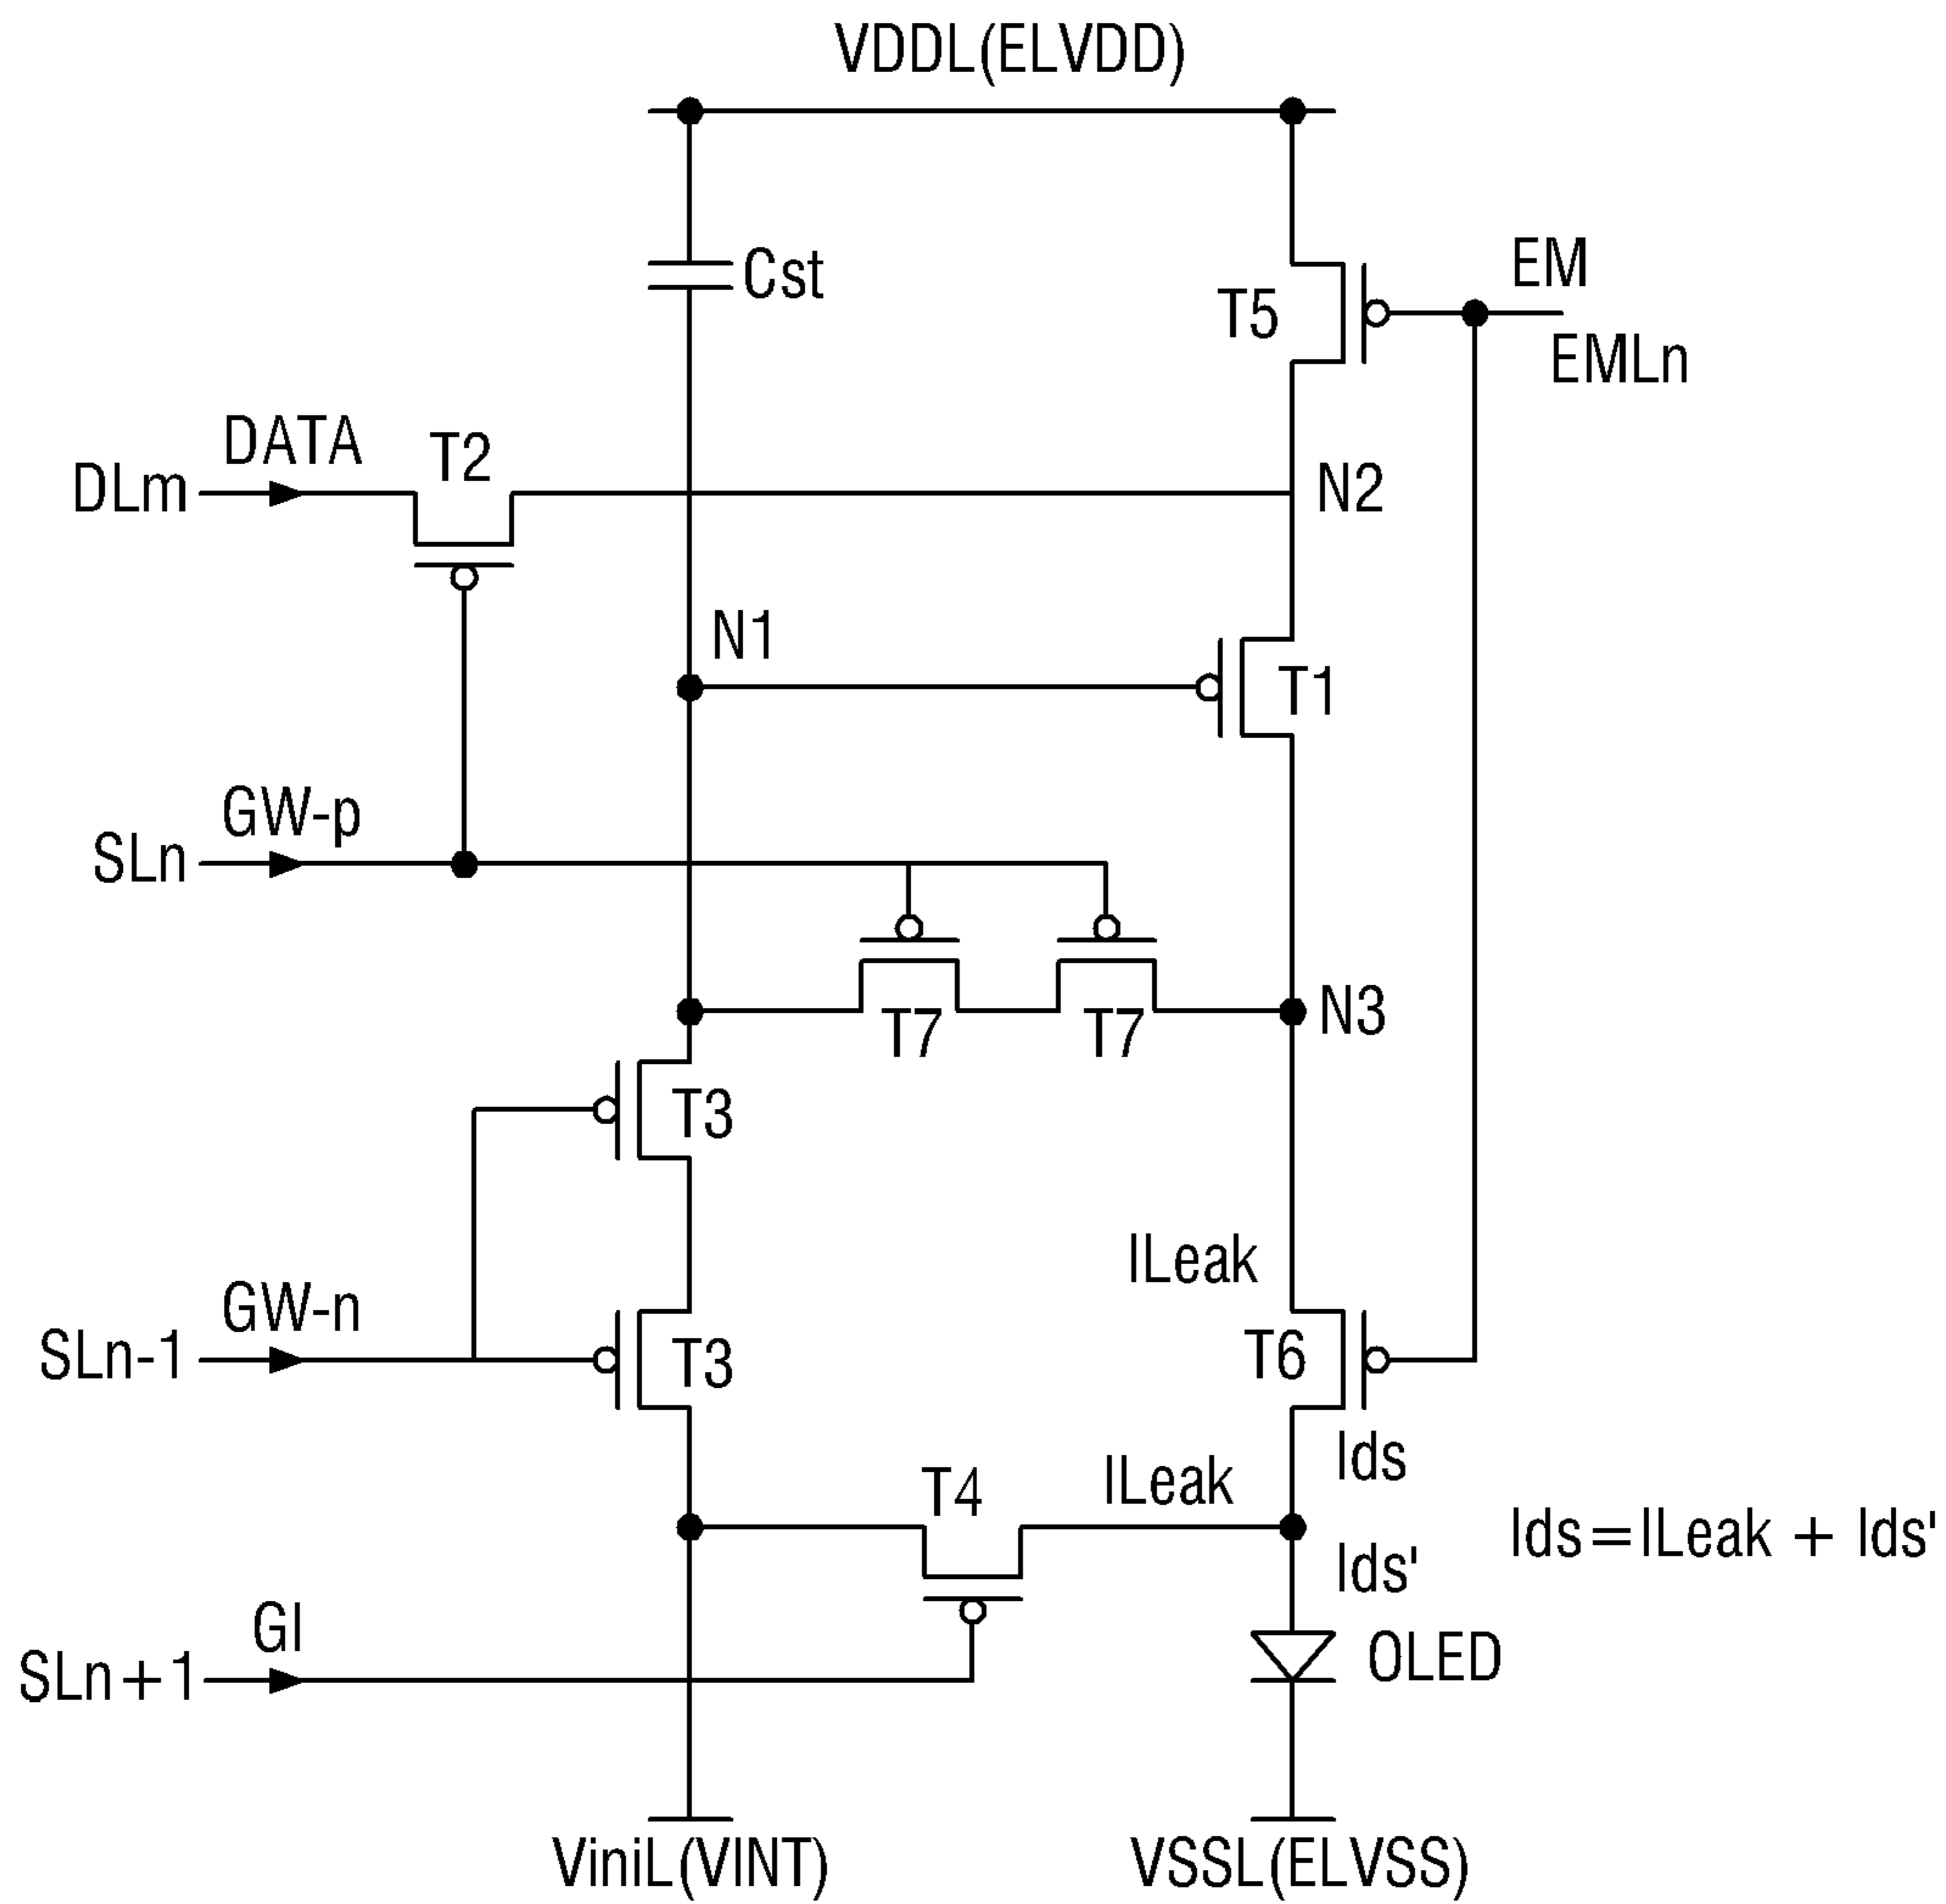 VDDL(ELVDD)
Cst
EM
T5
EMLn
DATA
T2
DLm
N2
N1
T1
GW-p
SLn
N3
T7
T7
T3
ILeak
GW-n
SLn-1
T3
T6
Ids
T4
ILeak
Ids=ILeak + Ids'
Ids'
GI
OLED
SLn+1
ViniL(VINT)
VSSL(ELVSS)